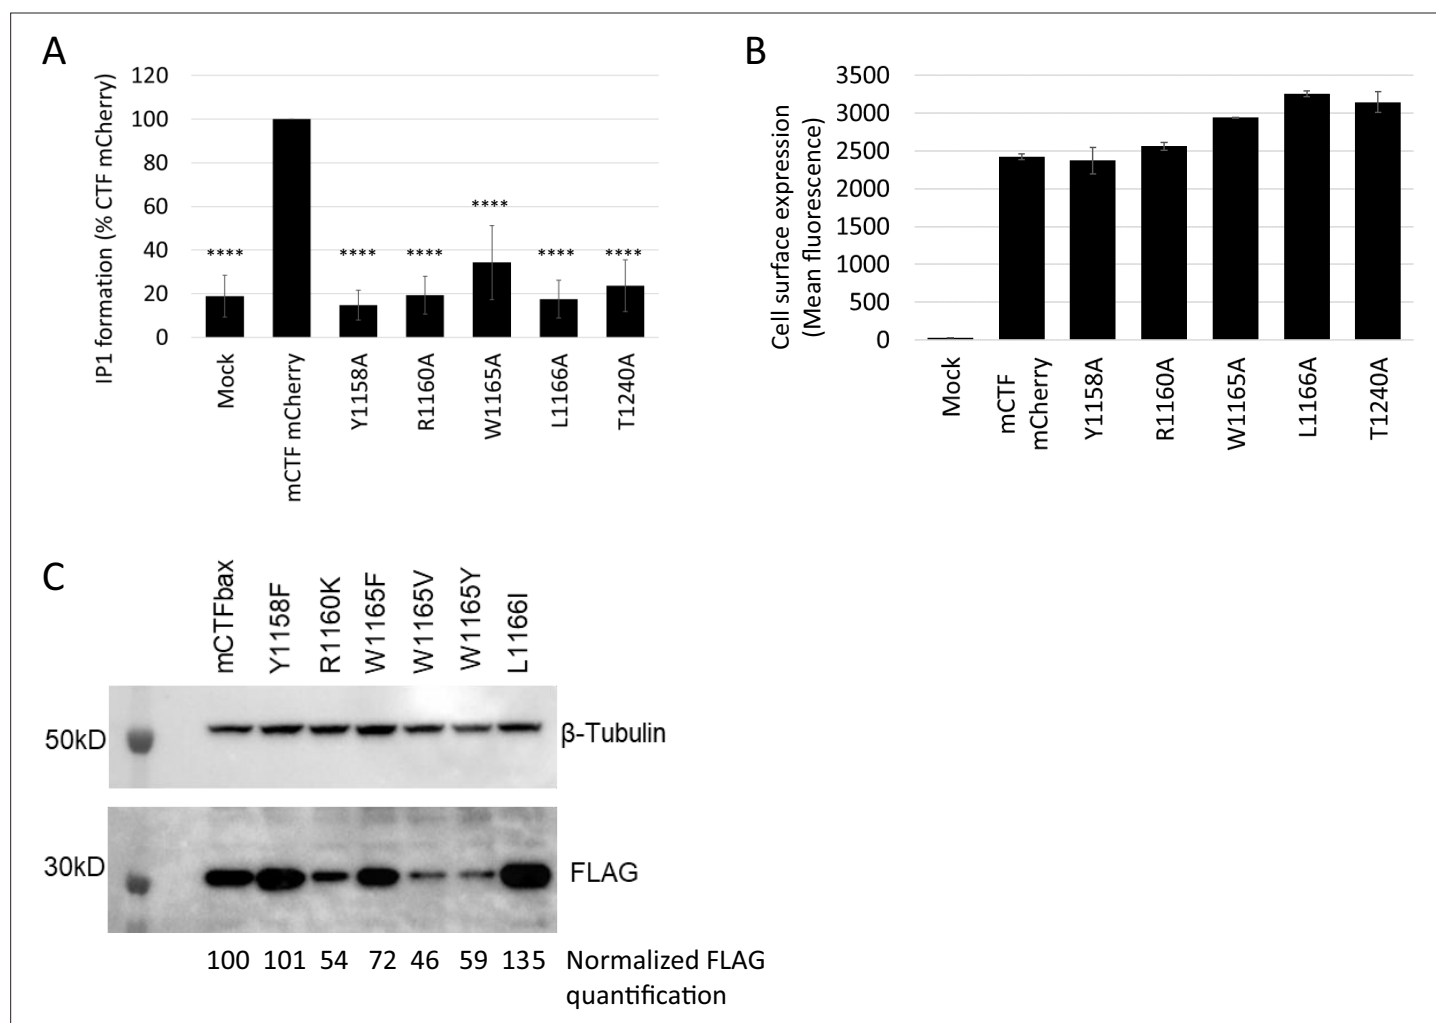 A
IP1 formation (% CTF mCherry)
120
100
80
60
40
20
0
****
****
****
****
****
****
Mock
mCTF mCherry
Y1158A
R1160A
W1165A
L1166A
T1240A
B
Cell surface expression
(Mean fluorescence)
3500
3000
2500
2000
1500
1000
500
0
Mock
mCTF
mCherry
Y1158A
R1160A
W1165A
L1166A
T1240A
C
mCTFbax
Y1158F
R1160K
W1165F
W1165V
W1165Y
L1166I
50kD
β-Tubulin
30kD
FLAG
100 101 54 72 46 59 135 Normalized FLAG
quantification